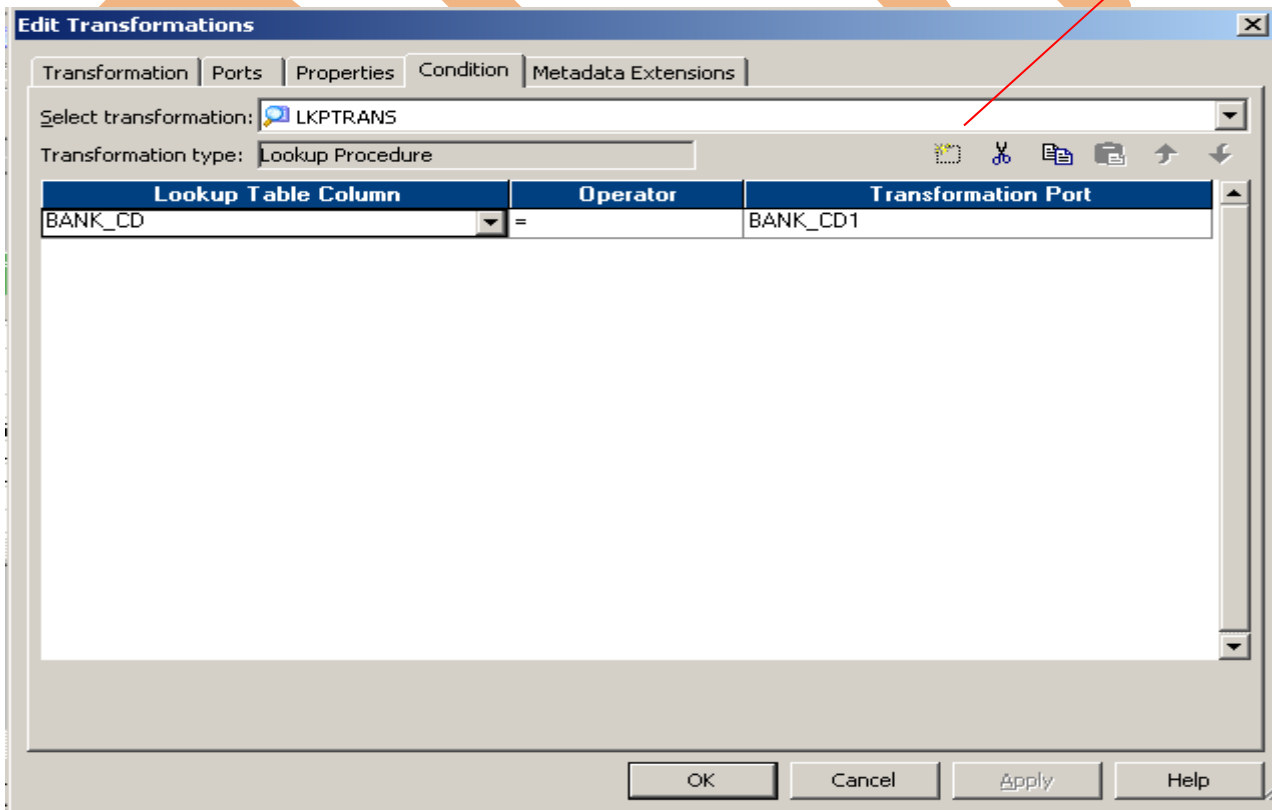 Edit Transformations
Transformation Ports Properties Condition Metadata Extensions
Select transformation: LKPTRANS
Transformation type: Lookup Procedure
Lookup Table Column Operator Transformation Port
BANK_CD = BANK_CD1
OK Cancel Apply Help